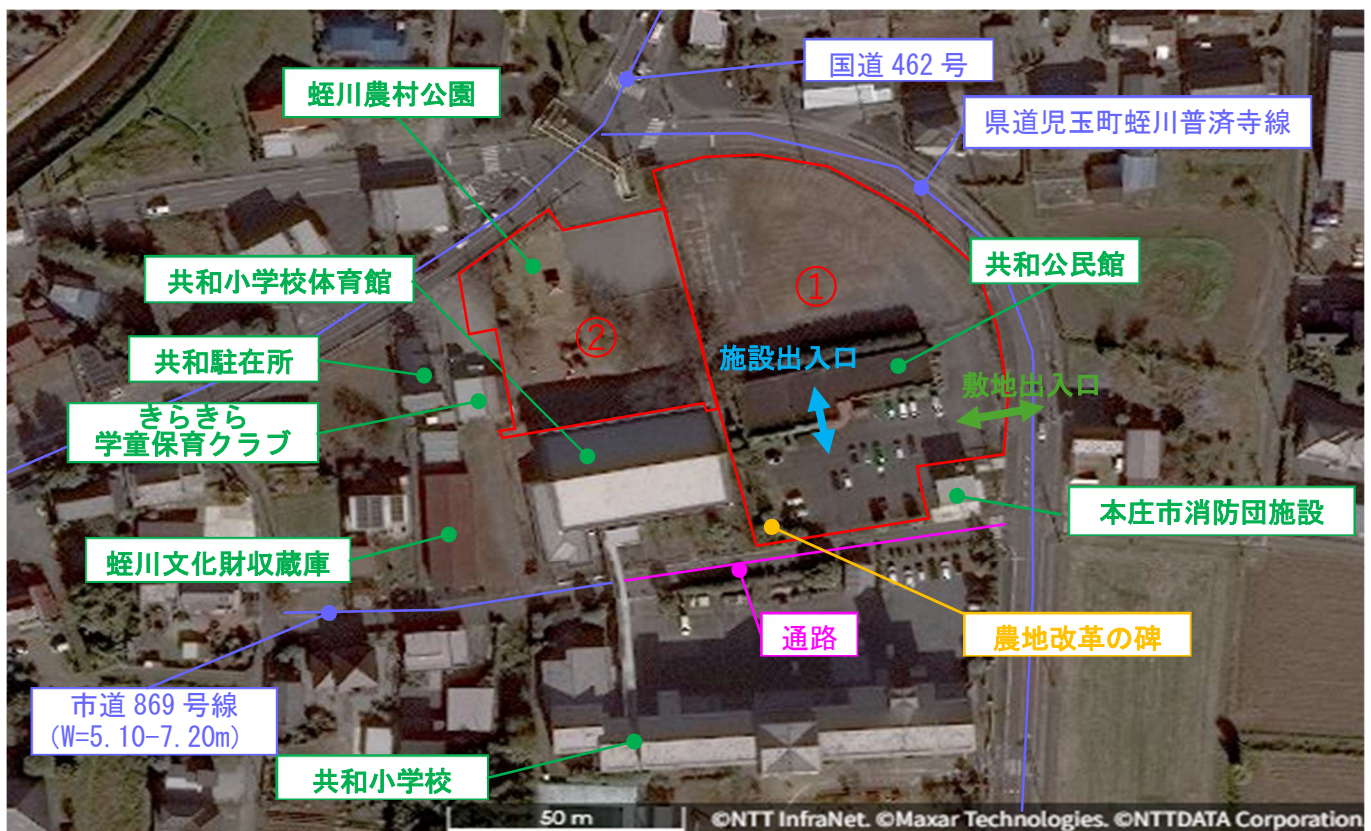 国道 462 号
蛭川農村公園
県道児玉町蛭川普済寺線
共和公民館
共和小学校体育館
①
②
施設出入口
敷地出入口
共和駐在所
きらきら
学童保育クラブ
本庄市消防団施設
蛭川文化財収蔵庫
通路
農地改革の碑
市道 869 号線
(W=5.10-7.20m)
共和小学校
50 m
©NTT InfraNet. ©Maxar Technologies. ©NTTDATA Corporation